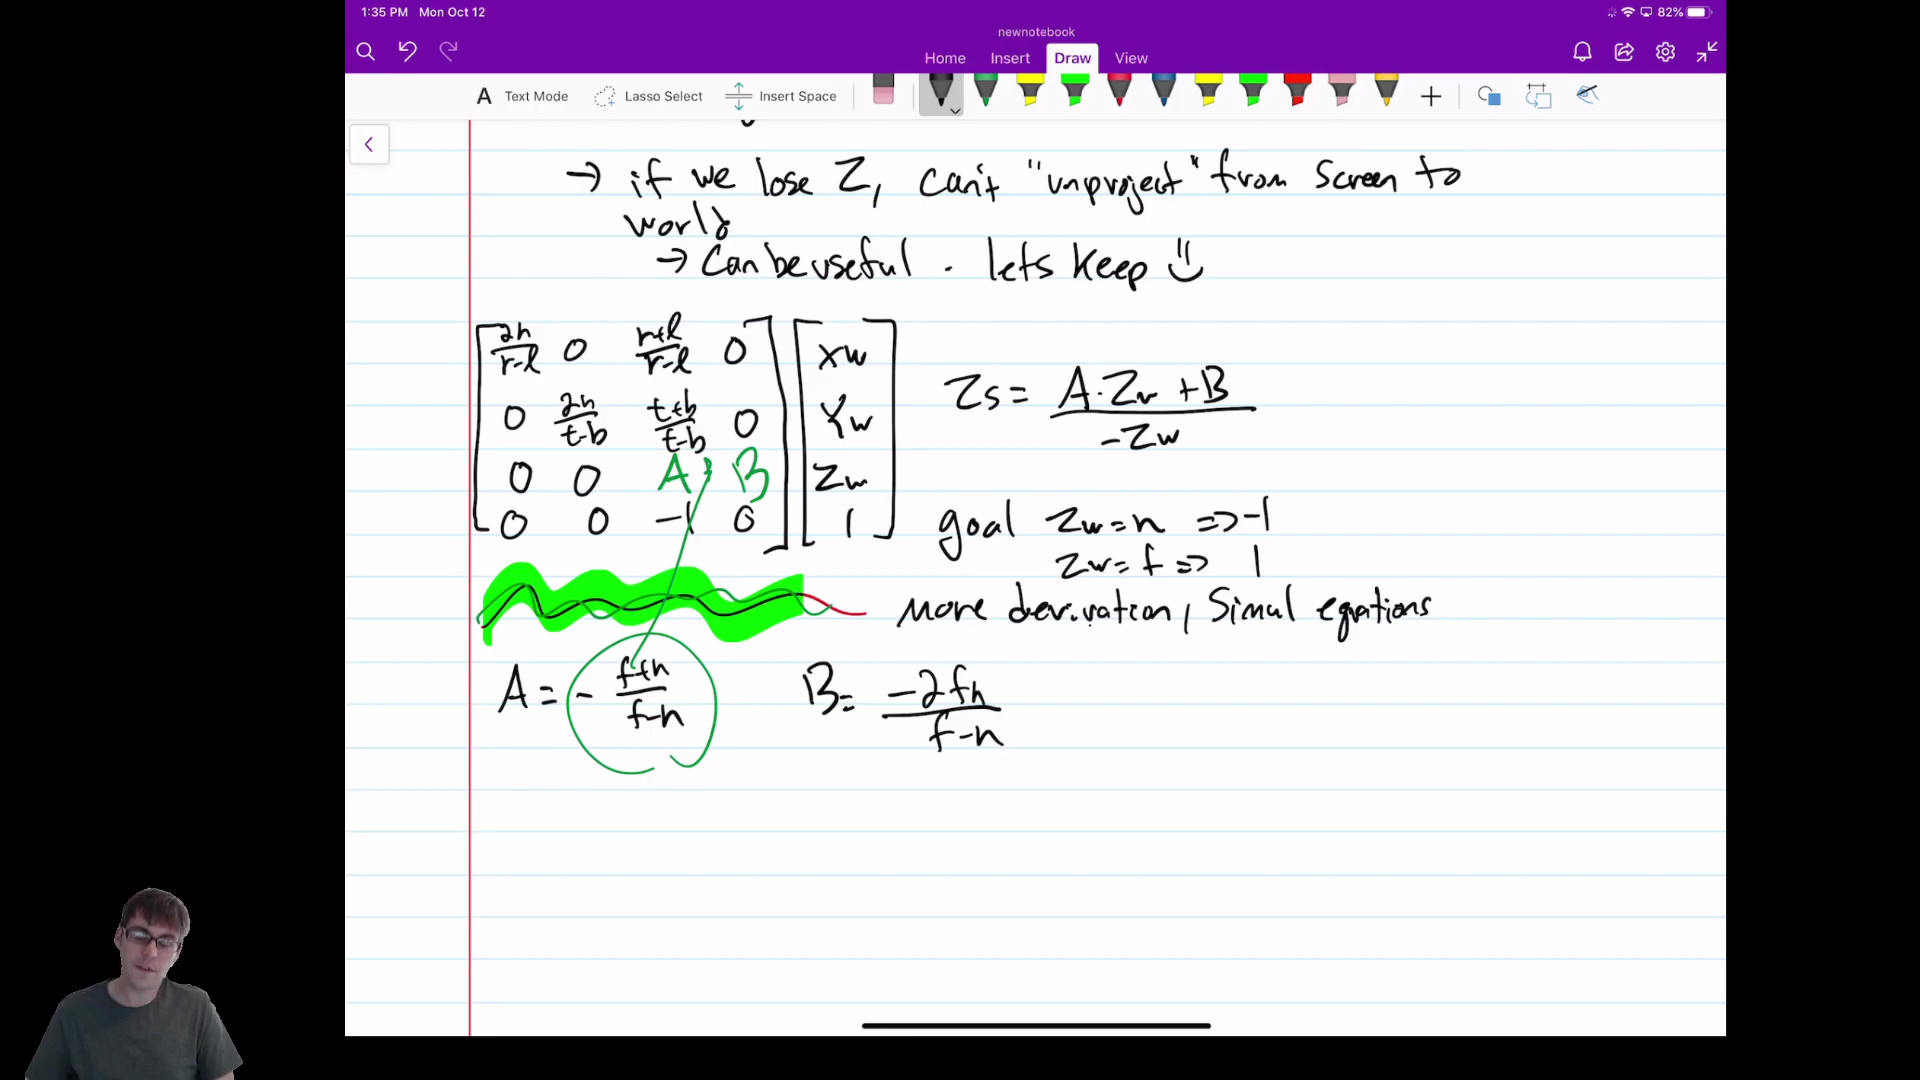 1:35 PM Mon Oct 12
82%
newnotebook
Home Insert Draw View
A Text Mode Lasso Select Insert Space
→ if we lose Z, can't "unproject" from screen to
world
→ Can be useful. lets keep
2n/r-l 0 r+l/r-l 0 xw
0 2n/t-b t+b/t-b 0 Yw
0 0 A B Zw
0 0 -1 0 1
Zs = A·Zw + B / -Zw
goal Zw = n => -1
Zw = f => 1
more derivation, Simul equations
A = - f+n/f-n B = -2fn/f-n